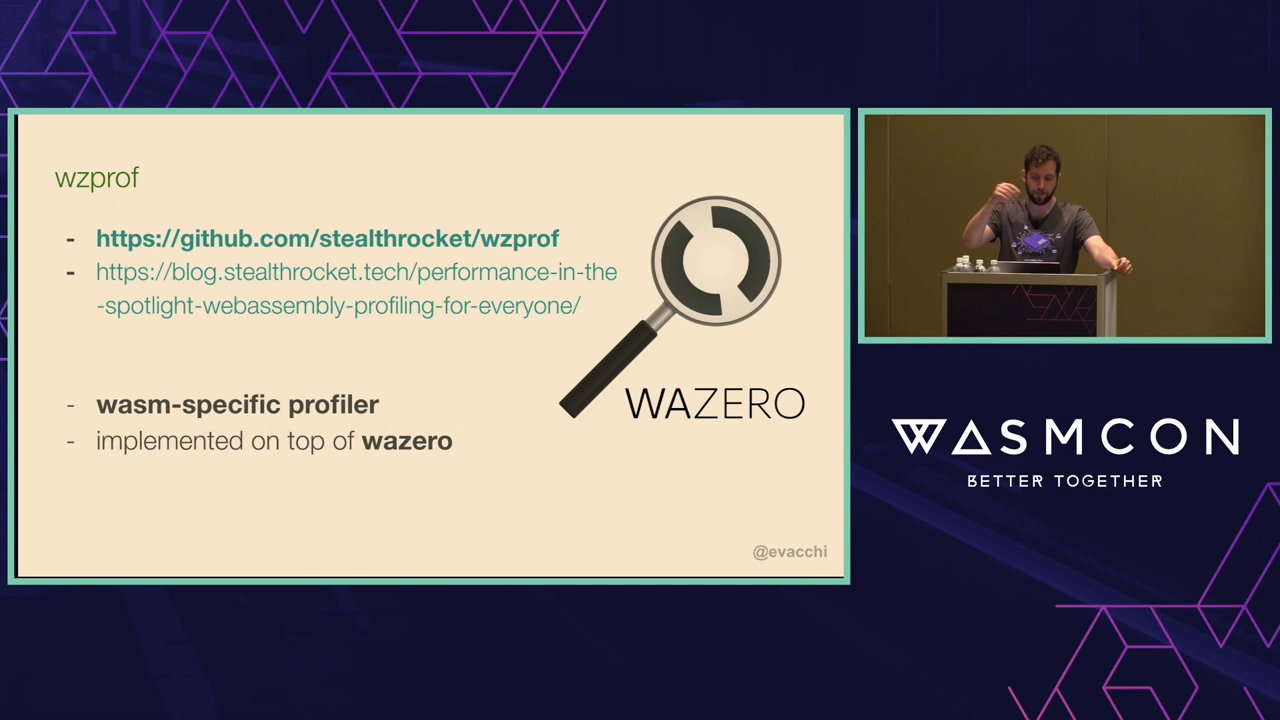 wzprof
- https://github.com/stealthrocket/wzprof
- https://blog.stealthrocket.tech/performance-in-the
-spotlight-webassembly-profiling-for-everyone/
- wasm-specific profiler
- implemented on top of wazero
WAZERO
@evacchi
WASMCON
BETTER TOGETHER